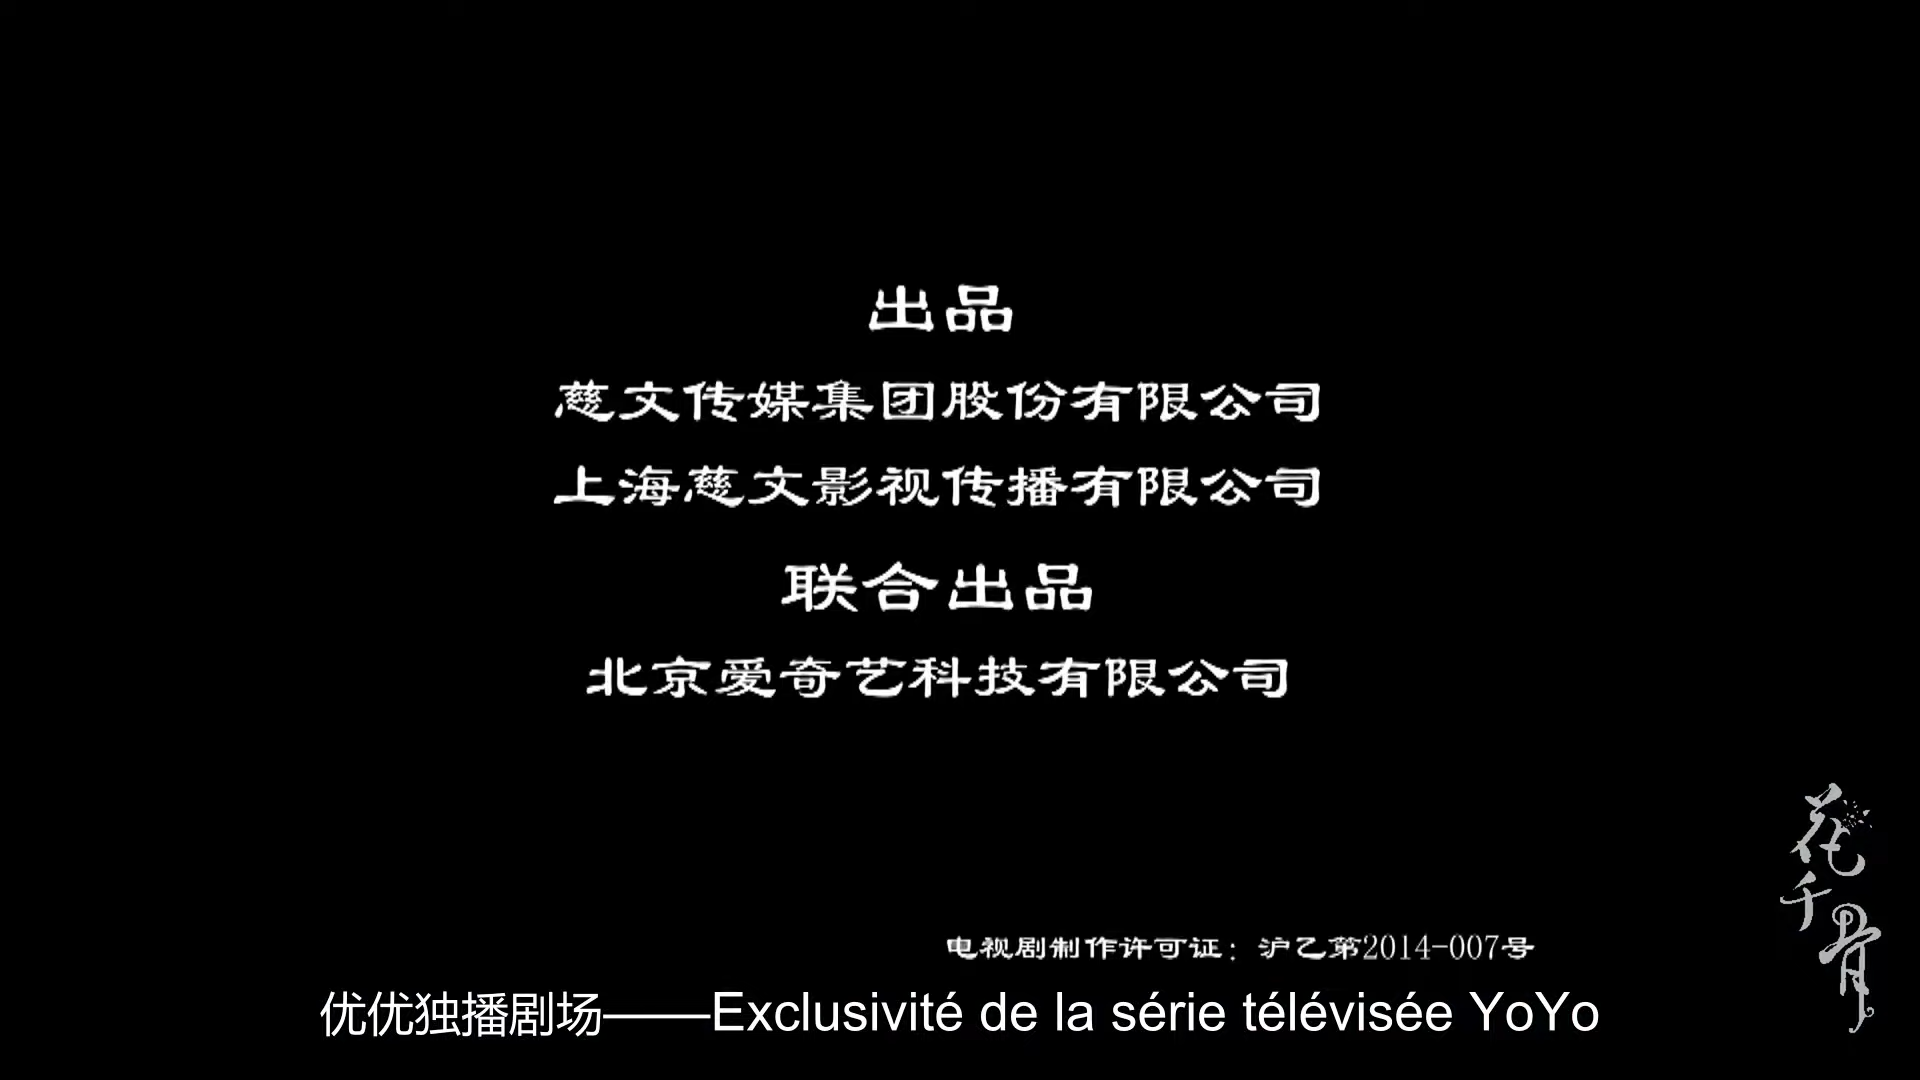 出品
慈文传媒集团股份有限公司
上海慈文影视传播有限公司
联合出品
北京爱奇艺科技有限公司
花千骨
电视剧制作许可证：沪乙第2014-007号
优优独播剧场——Exclusivité de la série télévisée YoYo